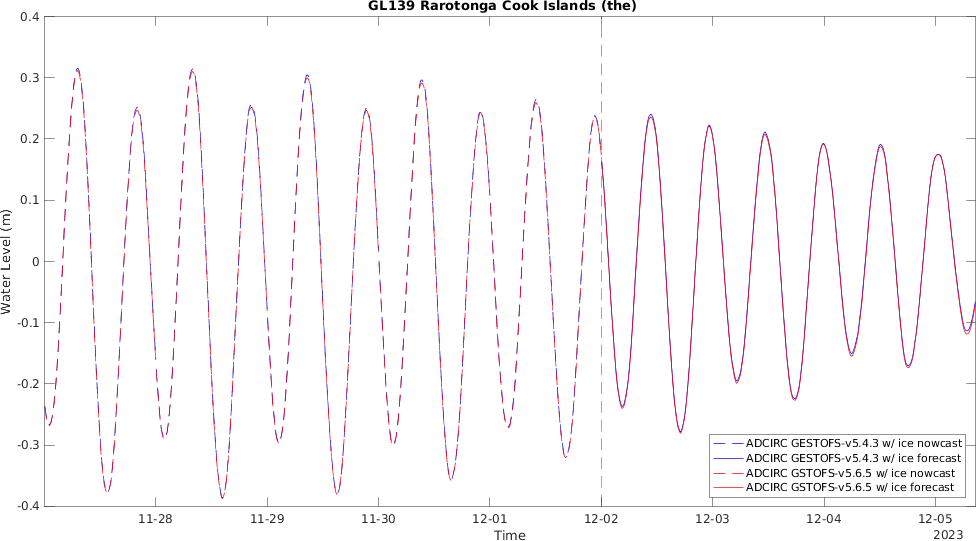 GL139 Rarotonga Cook Islands (the)
0.4
0.3
0.2
0.1
0
-0.1
-0.2
-0.3
-0.4
Water Level (m)
ADCIRC GESTOFS-v5.4.3 w/ ice nowcast
ADCIRC GESTOFS-v5.4.3 w/ ice forecast
ADCIRC GSTOFS-v5.6.5 w/ ice nowcast
ADCIRC GSTOFS-v5.6.5 w/ ice forecast
11-28 11-29 11-30 12-01 12-02 12-03 12-04 12-05
Time
2023